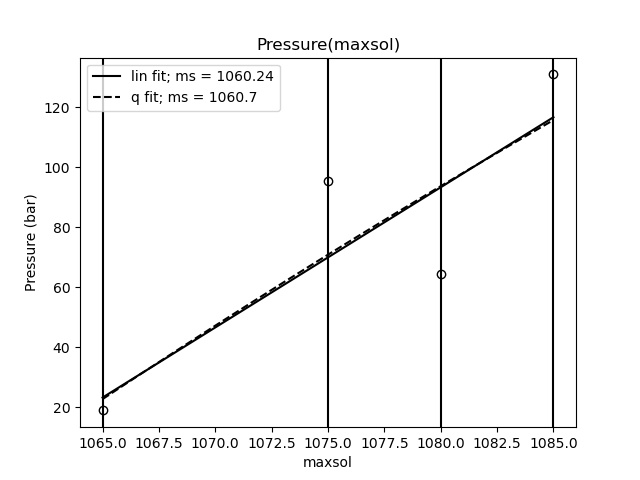 Pressure(maxsol)
lin fit; ms = 1060.24
q fit; ms = 1060.7
Pressure (bar)
120
100
80
60
40
20
1065.0 1067.5 1070.0 1072.5 1075.0 1077.5 1080.0 1082.5 1085.0
maxsol